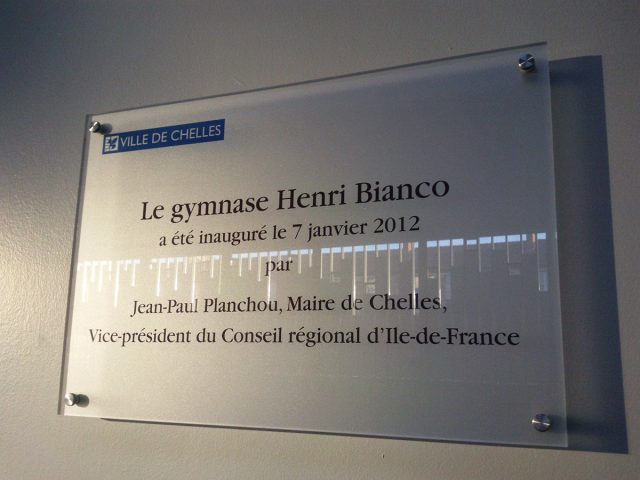 VILLE DE CHELLES
Le gymnase Henri Bianco
a été inauguré le 7 janvier 2012
par
Jean-Paul Planchou, Maire de Chelles,
Vice-président du Conseil régional d'Ile-de-France